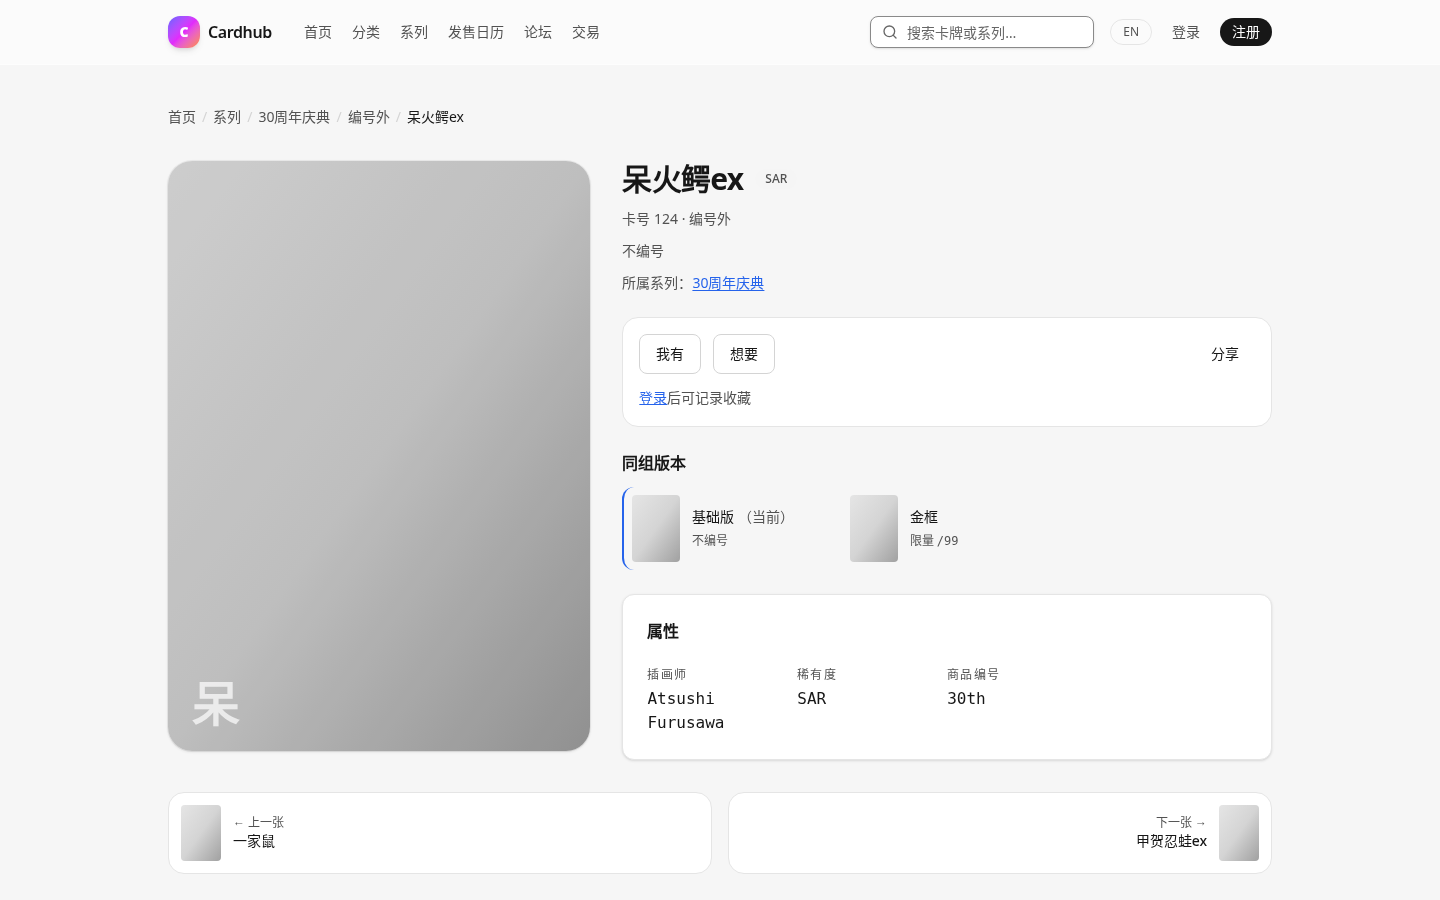 C Cardhub 首页 分类 系列 发售日历 论坛 交易 搜索卡牌或系列... EN 登录 注册
首页 / 系列 / 30周年庆典 / 编号外 / 呆火鳄ex
呆火鳄ex SAR
卡号 124 · 编号外
不编号
所属系列：30周年庆典
我有 想要 分享
登录后可记录收藏
同组版本
基础版 （当前）
不编号
金框
限量 /99
属性
插画师
Atsushi
Furusawa
稀有度
SAR
商品编号
30th
呆
← 上一张
一家鼠
下一张 →
甲贺忍蛙ex